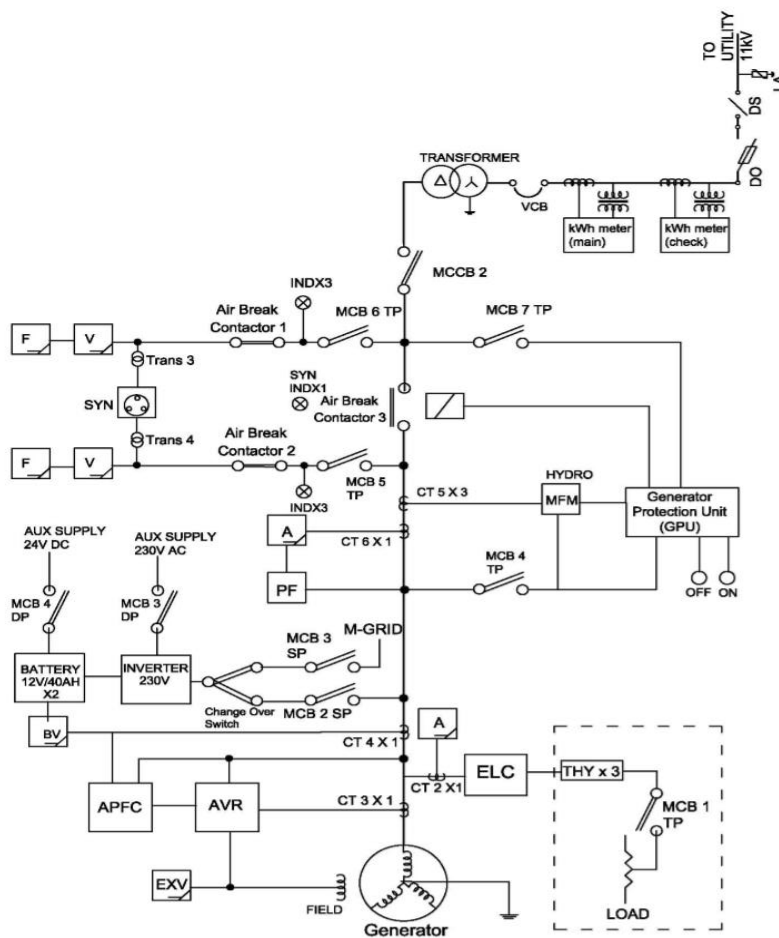 TO
UTILITY
11kV
LA
DS
DO
TRANSFORMER
Δ
VCB
kWh meter
(main)
kWh meter
(check)
MCCB 2
INDX3
MCB 6 TP
MCB 7 TP
Air Break
Contactor 1
F
V
Trans 3
SYN
INDX1
Air Break
Contactor 3
SYN
Trans 4
Air Break
Contactor 2
F
V
MCB 5
TP
INDX3
CT 5 X 3
HYDRO
MFM
Generator
Protection Unit
(GPU)
A
CT 6 X 1
AUX SUPPLY
24V DC
AUX SUPPLY
230V AC
PF
MCB 4
TP
OFF
ON
MCB 4
DP
MCB 3
DP
MCB 3
SP
M-GRID
BATTERY
12V/40AH
X2
INVERTER
230V
Change Over
Switch
MCB 2 SP
BV
CT 4 X 1
A
ELC
THY x 3
CT 2 X1
MCB 1
TP
APFC
AVR
CT 3 X 1
EXV
FIELD
LOAD
Generator